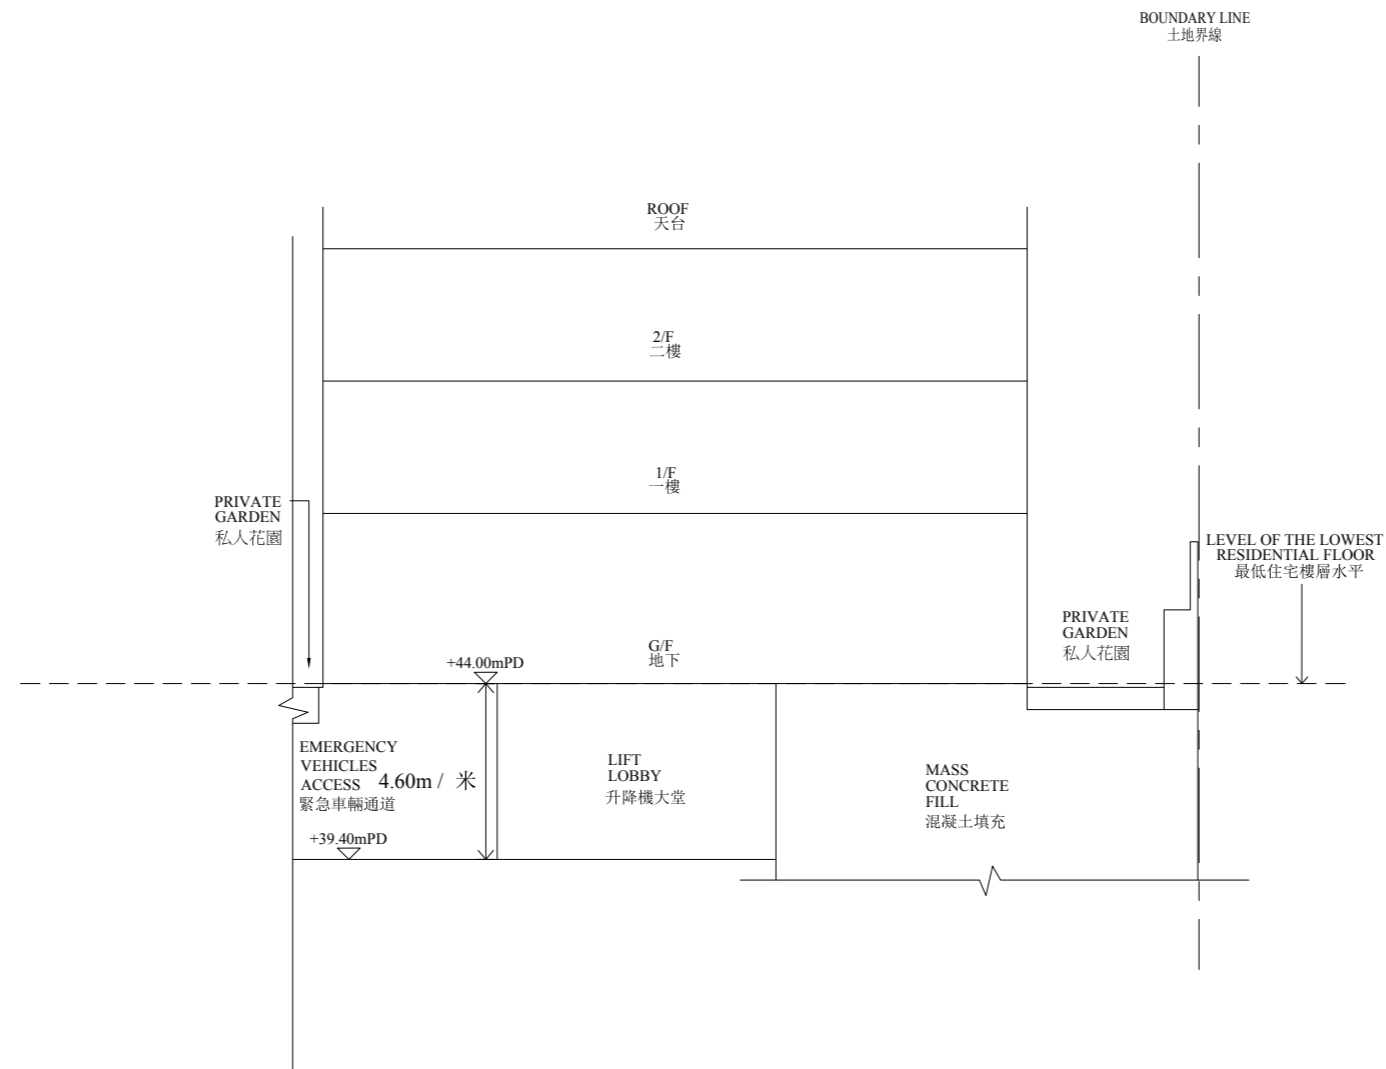 BOUNDARY LINE
土地界線
ROOF
天台
2/F
二樓
1/F
一樓
PRIVATE
GARDEN
私人花園
LEVEL OF THE LOWEST
RESIDENTIAL FLOOR
最低住宅樓層水平
PRIVATE
GARDEN
私人花園
G/F
地下
+44.00mPD
EMERGENCY
VEHICLES
ACCESS
緊急車輛通道
4.60m / 米
LIFT
LOBBY
升降機大堂
MASS
CONCRETE
FILL
混凝土填充
+39.40mPD